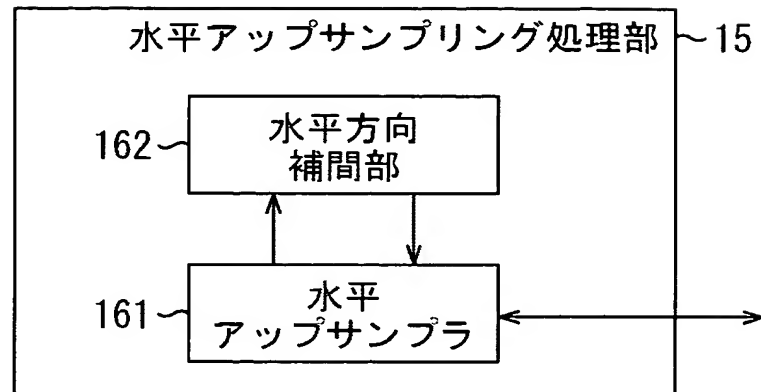 水平アップサンプリング処理部 ～15
162～
水平方向
補間部
161～
水平
アップサンプラ